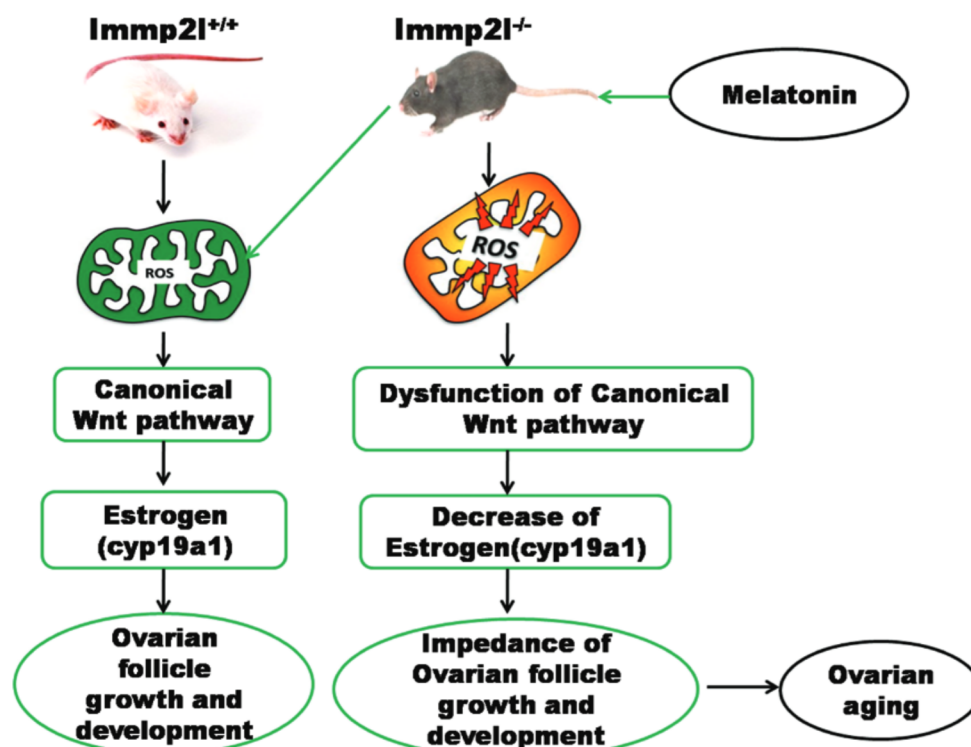 Immp2l+/+
Immp2l-/-
Melatonin
ROS
ROS
Canonical
Wnt pathway
Dysfunction of Canonical
Wnt pathway
Estrogen
(cyp19a1)
Decrease of
Estrogen(cyp19a1)
Ovarian
follicle
growth and
development
Impedance of
Ovarian follicle
growth and
development
Ovarian
aging